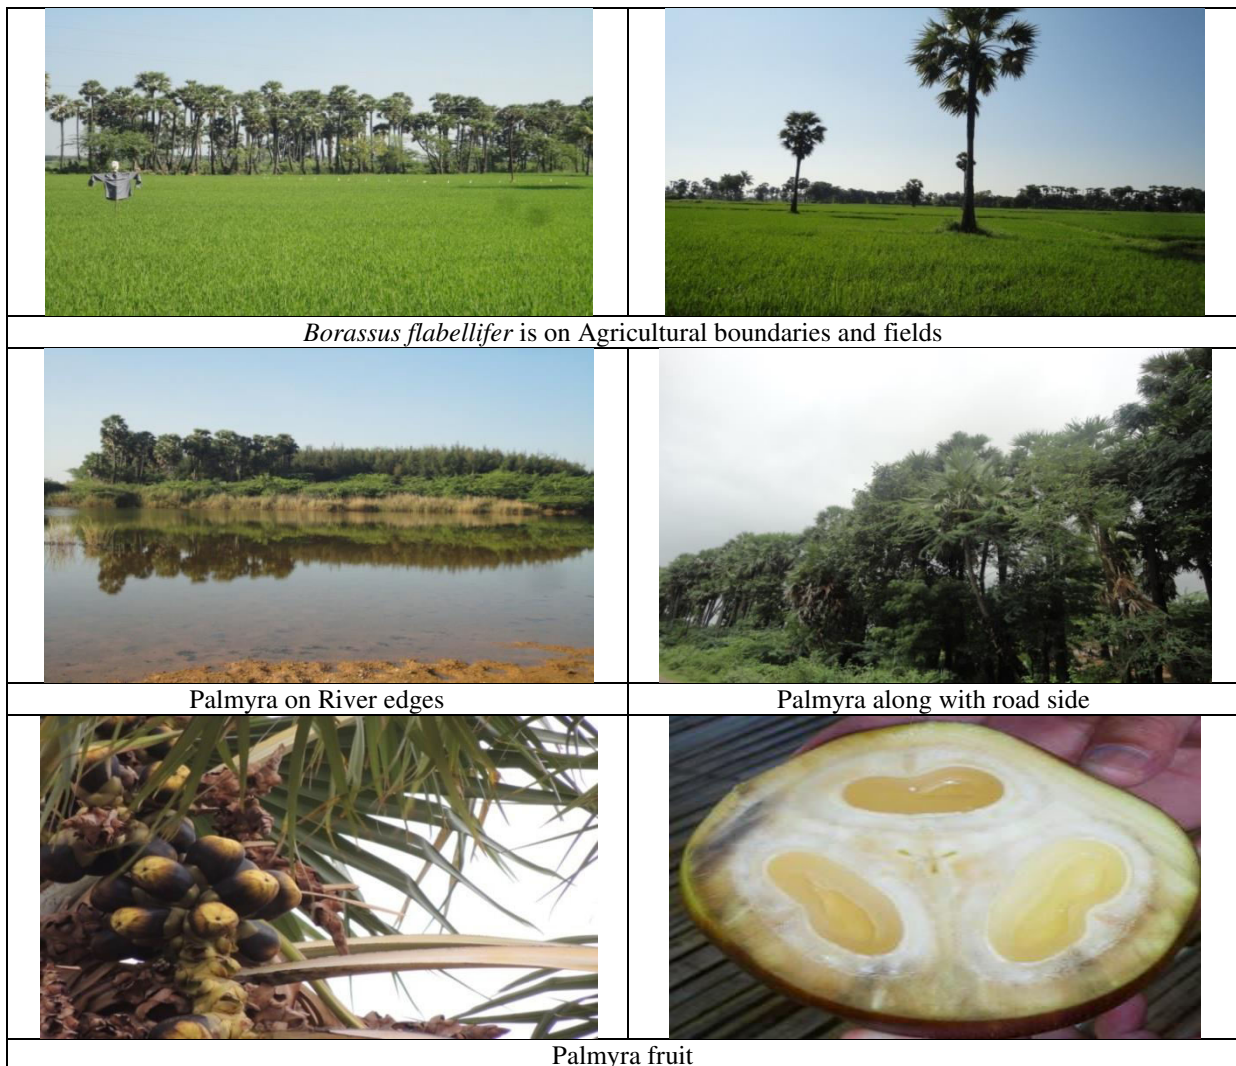 Borassus flabellifer is on Agricultural boundaries and fields
Palmyra on River edges
Palmyra along with road side
Palmyra fruit